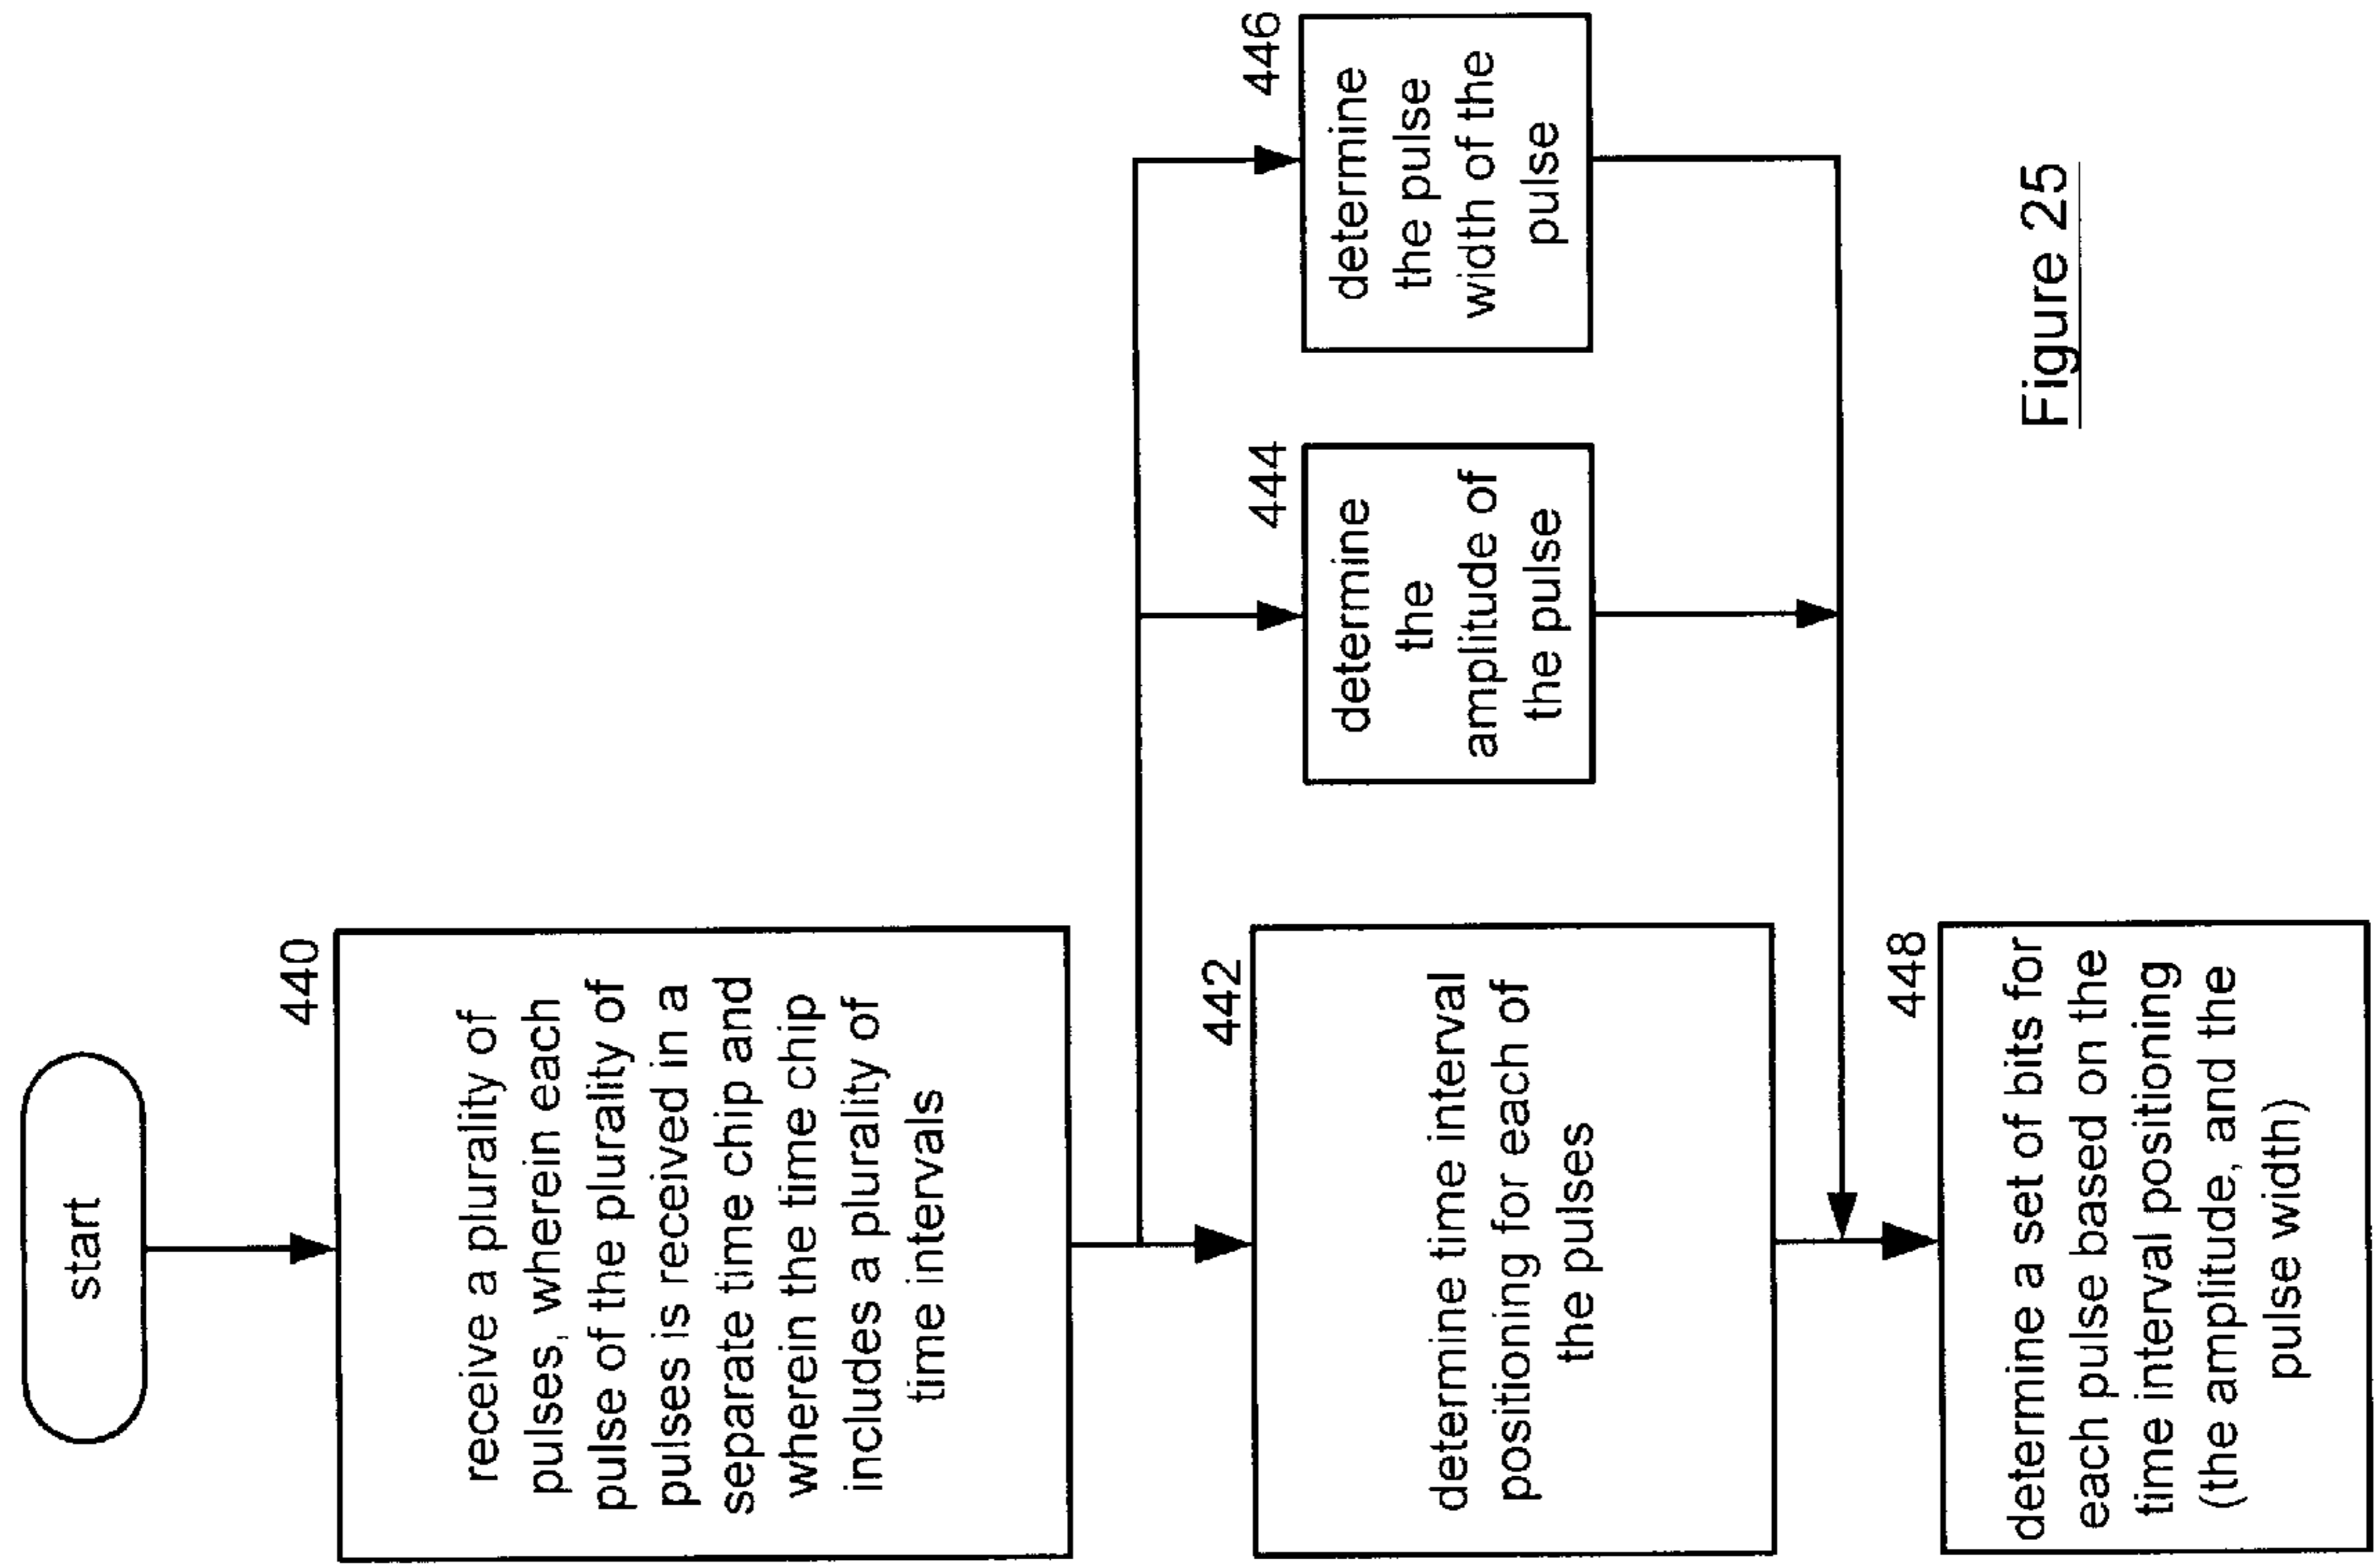 start
440
receive a plurality of
pulses, wherein each
pulse of the plurality of
pulses is received in a
separate time chip and
wherein the time chip
includes a plurality of
time intervals
442
determine time interval
positioning for each of
the pulses
444
determine
the
amplitude of
the pulse
446
determine
the pulse
width of the
pulse
448
determine a set of bits for
each pulse based on the
time interval positioning
(the amplitude, and the
pulse width)
Figure 25